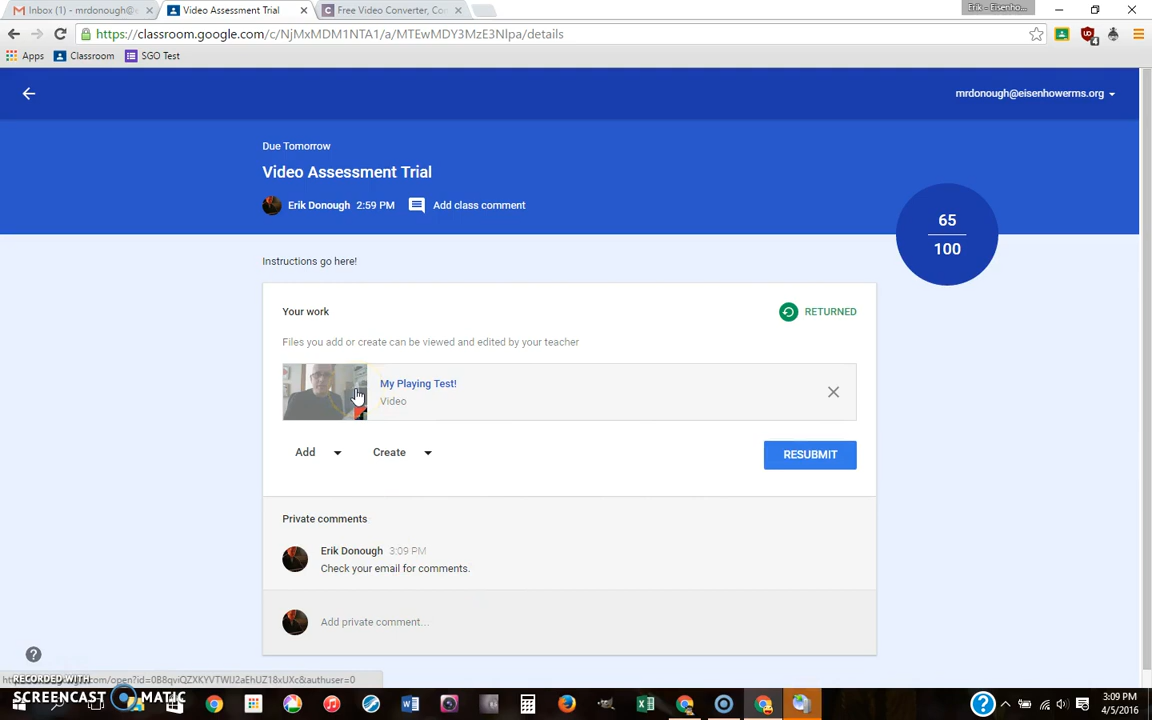 Inbox (1) - mrdonough@
Video Assessment Trial
Free Video Converter, Co
Erik - Eisenho...
https://classroom.google.com/c/NjMxMDM1NTA1/a/MTEwMDY3MzE3NIpa/details
Apps
Classroom
SGO Test
mrdonough@eisenhowerms.org
Due Tomorrow
Video Assessment Trial
Erik Donough 2:59 PM Add class comment
65
100
Instructions go here!
Your work
RETURNED
Files you add or create can be viewed and edited by your teacher
My Playing Test!
Video
Add
Create
RESUBMIT
Private comments
Erik Donough 3:09 PM
Check your email for comments.
Add private comment...
RECORDED WITH
SCREENCAST MATIC
3:09 PM
4/5/2016